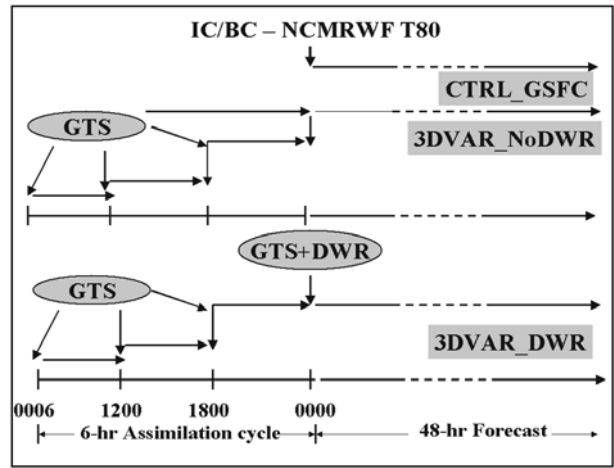 IC/BC – NCMRWF T80
CTRL_GSFC
GTS
3DVAR_NoDWR
GTS+DWR
GTS
3DVAR_DWR
0006 1200 1800 0000
6-hr Assimilation cycle 48-hr Forecast